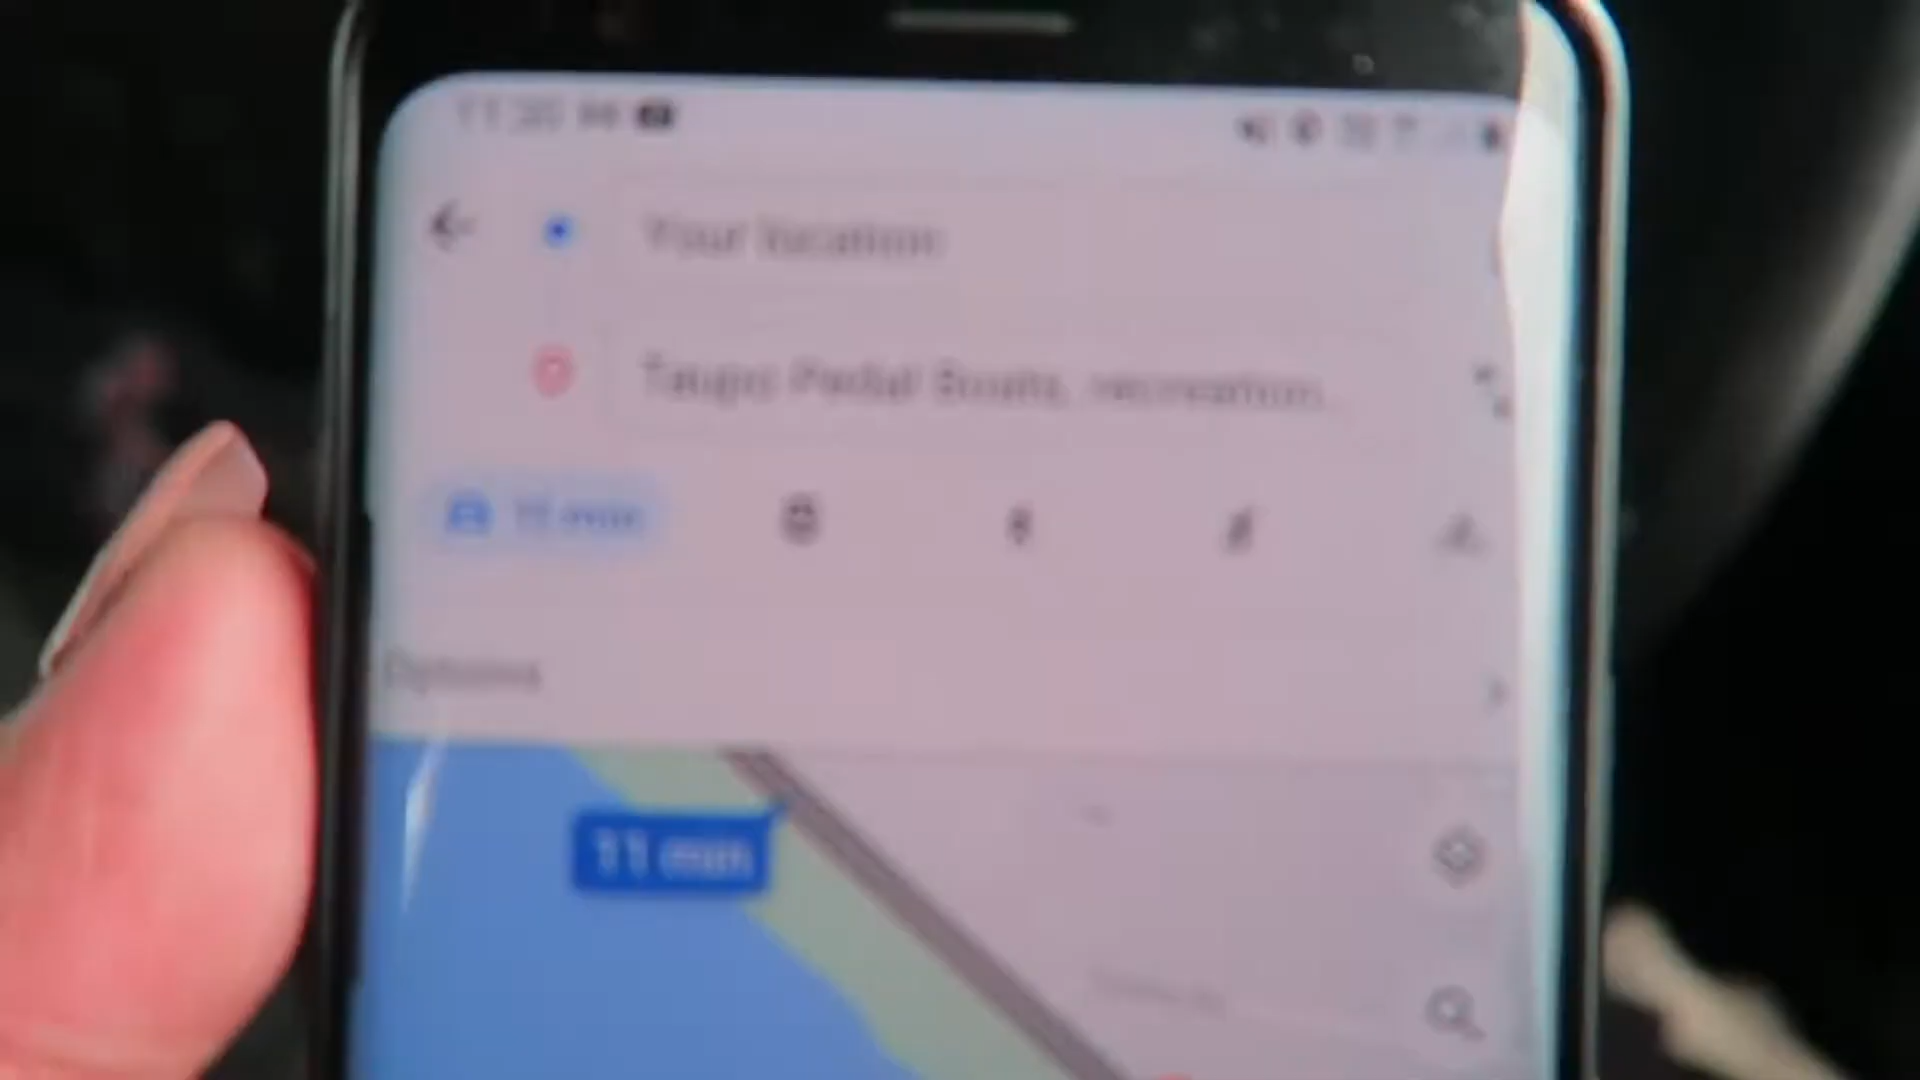 Your location
Taupo Pedal Boats, recreation...
11 min
Options
11 min